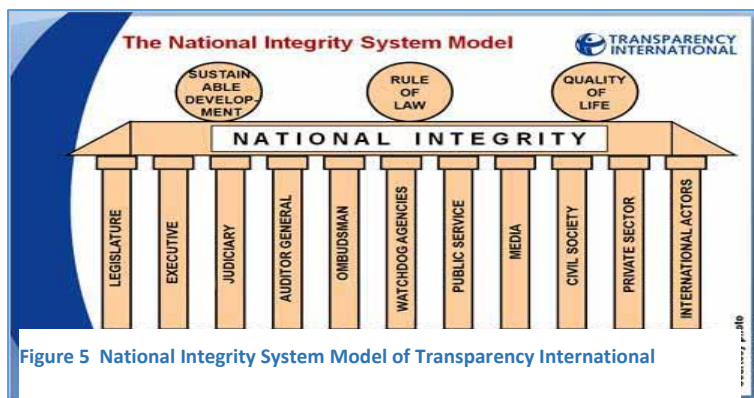 The National Integrity System Model
TRANSPARENCY
INTERNATIONAL
SUSTAIN
ABLE
DEVELOP-
MENT
RULE
OF
LAW
QUALITY
OF
LIFE
NATIONAL INTEGRITY
LEGISLATURE
EXECUTIVE
JUDICIARY
AUDITOR GENERAL
OMBUDSMAN
WATCHDOG AGENCIES
PUBLIC SERVICE
MEDIA
CIVIL SOCIETY
PRIVATE SECTOR
INTERNATIONAL ACTORS
Figure 5 National Integrity System Model of Transparency International